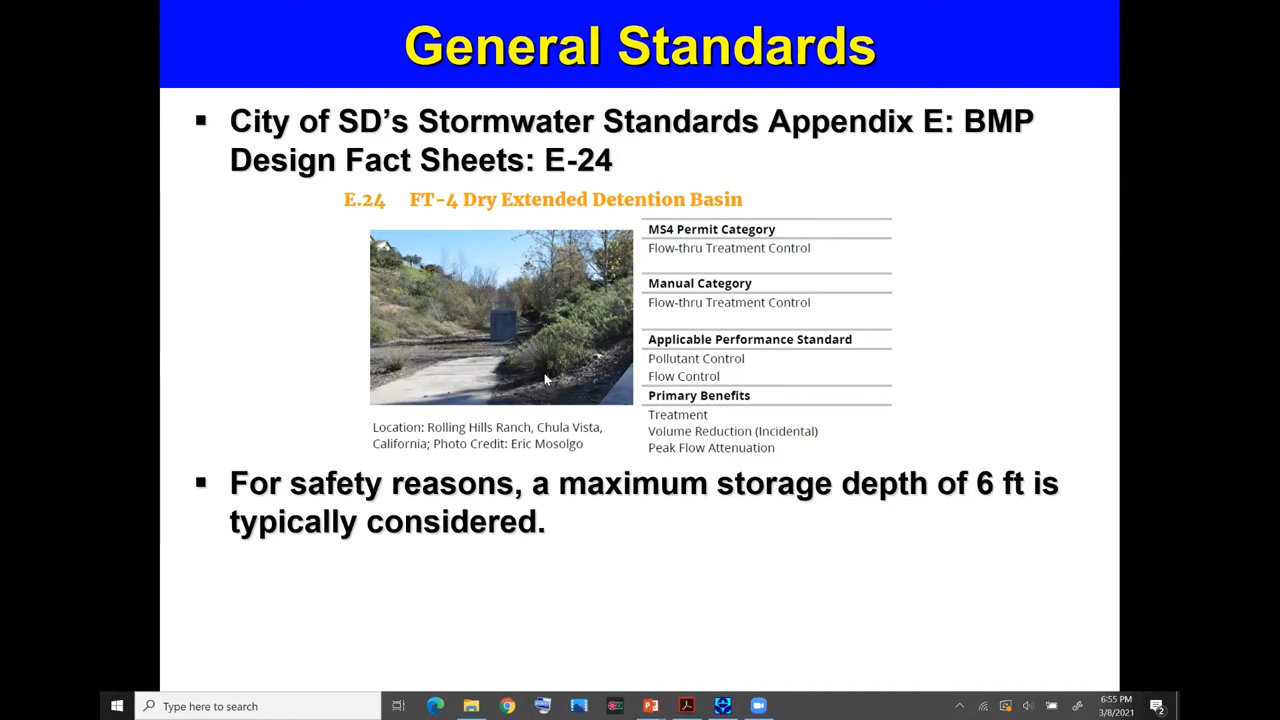 General Standards
City of SD's Stormwater Standards Appendix E: BMP
Design Fact Sheets: E-24
E.24 FT-4 Dry Extended Detention Basin
MS4 Permit Category
Flow-thru Treatment Control
Manual Category
Flow-thru Treatment Control
Applicable Performance Standard
Pollutant Control
Flow Control
Primary Benefits
Treatment
Volume Reduction (Incidental)
Peak Flow Attenuation
Location: Rolling Hills Ranch, Chula Vista,
California; Photo Credit: Eric Mosolgo
For safety reasons, a maximum storage depth of 6 ft is
typically considered.
Type here to search
6:55 PM
3/8/2021
2